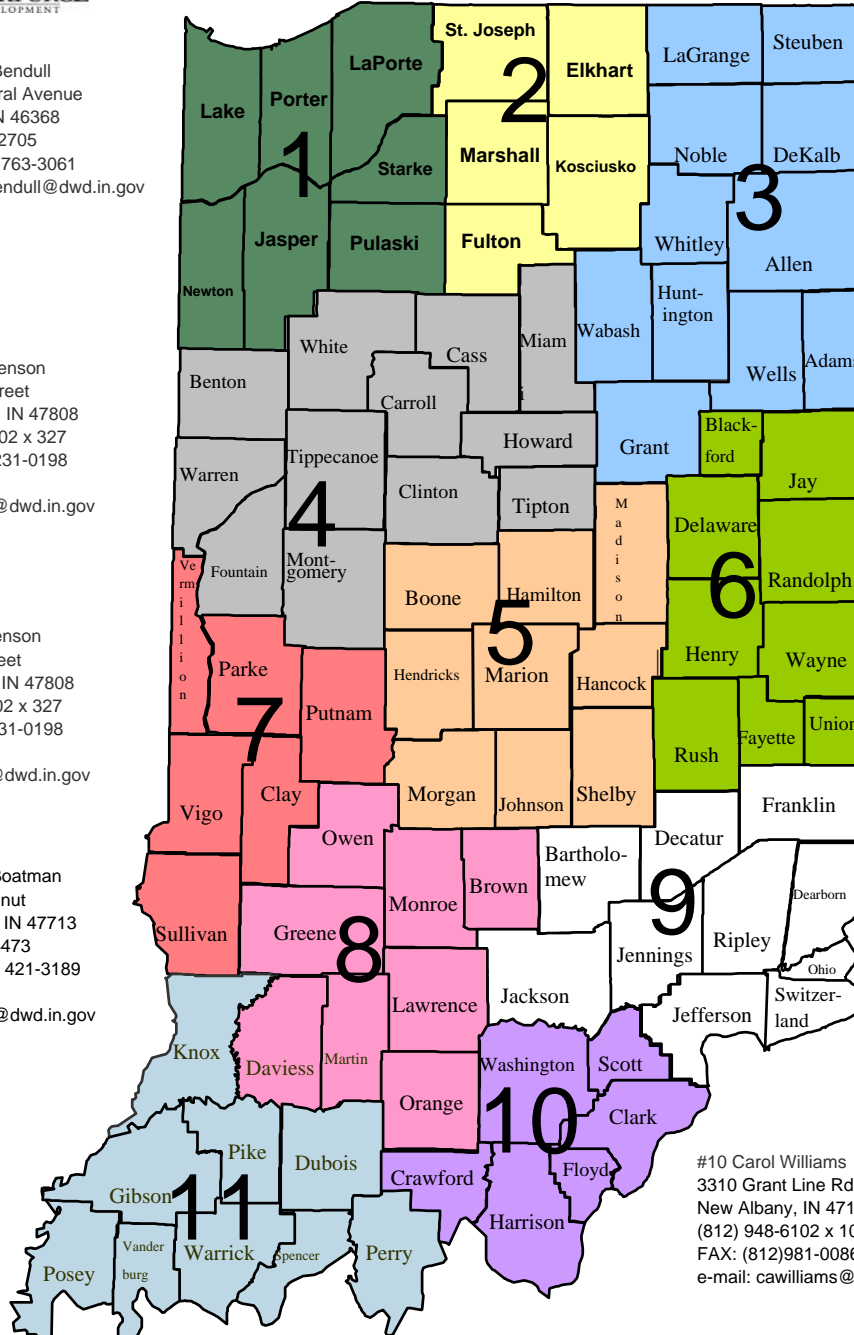 LOPMENT
Bendull
ral Avenue
N 46368
2705
763-3061
endull@dwd.in.gov
enson
reet
, IN 47808
02 x 327
231-0198
@dwd.in.gov
enson
eet
IN 47808
02 x 327
31-0198
@dwd.in.gov
Boatman
nut
, IN 47713
473
421-3189
@dwd.in.gov
St. Joseph
LaPorte
Elkhart
LaGrange
Steuben
Lake
Porter
2
1
Starke
Marshall
Kosciusko
Noble
DeKalb
3
Jasper
Pulaski
Fulton
Whitley
Allen
Newton
White
Cass
Miam
i
Wabash
Hunt-
ington
Wells
Adams
Benton
Carroll
Howard
Grant
Black-
ford
Jay
Warren
Tippecanoe
Clinton
Tipton
4
Madison
Delaware
Randolph
6
Fountain
Mont-
gomery
Vermillion
Boone
Hamilton
5
Henry
Wayne
Parke
Hendricks
Marion
Hancock
Putnam
7
Rush
Fayette
Union
Vigo
Clay
Morgan
Johnson
Shelby
Franklin
Owen
Decatur
Bartholo-
mew
Monroe
Brown
9
Dearborn
Sullivan
Greene
8
Jennings
Ripley
Ohio
Lawrence
Jackson
Jefferson
Switzer-
land
Knox
Daviess
Martin
Washington
Scott
Orange
10
Clark
Pike
Dubois
Crawford
Floyd
Gibson
11
Harrison
Posey
Vander
burg
Warrick
Spencer
Perry
#10 Carol Williams
3310 Grant Line Rd
New Albany, IN 471
(812) 948-6102 x 10
FAX: (812)981-0086
e-mail: cawilliams@